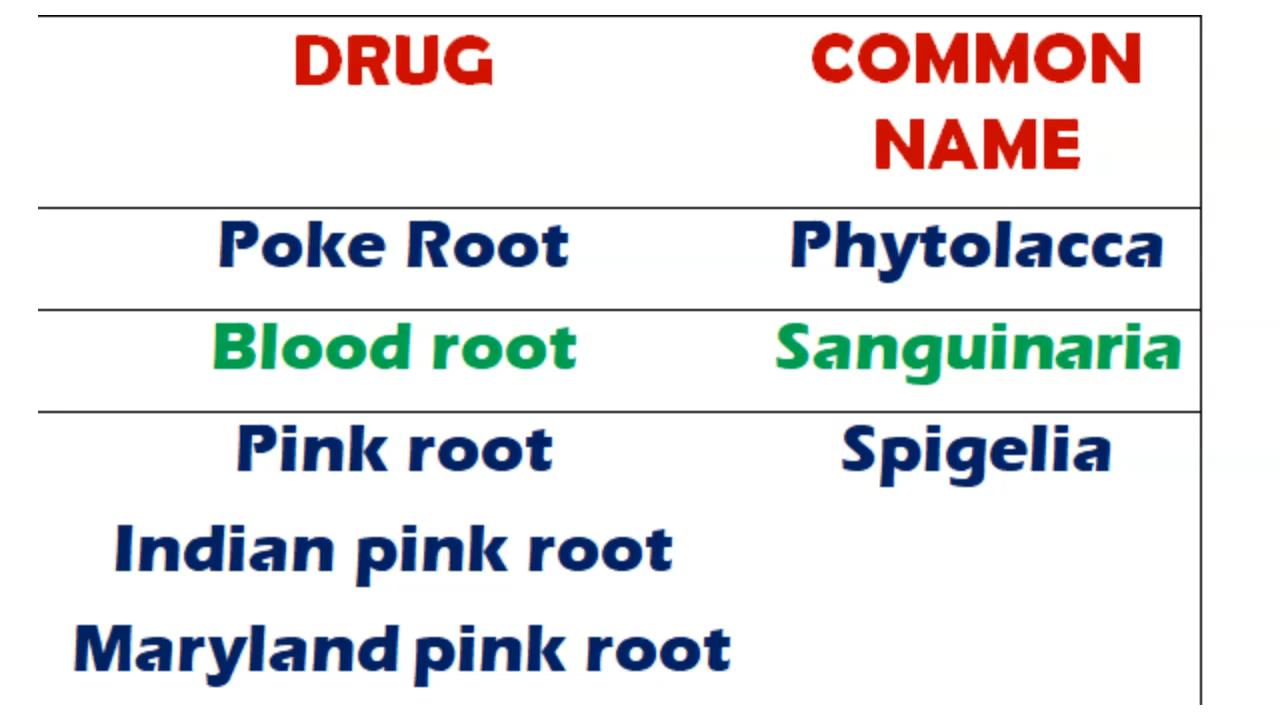 DRUG
COMMON
NAME
Poke Root
Phytolacca
Blood root
Sanguinaria
Pink root
Spigelia
Indian pink root
Maryland pink root